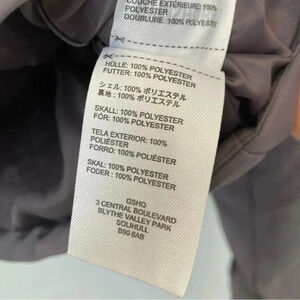 COUCHE EXTÉRIEURE: 100%
POLYESTER
DOUBLURE: 100%
POLYESTER
HÜLLE: 100% POLYESTER
FUTTER: 100% POLYESTER
シェル: 100% ポリエステル
裏地: 100% ポリエステル
SKALL: 100% POLYESTER
FÔR: 100% POLYESTER
TELA EXTERIOR: 100%
POLIÉSTER
FORRO: 100% POLIÉSTER
SKAL: 100% POLYESTER
FODER: 100% POLYESTER
GSHQ
3 CENTRAL BOULEVARD
BLYTHE VALLEY PARK
SOLIHULL
B90 8AB